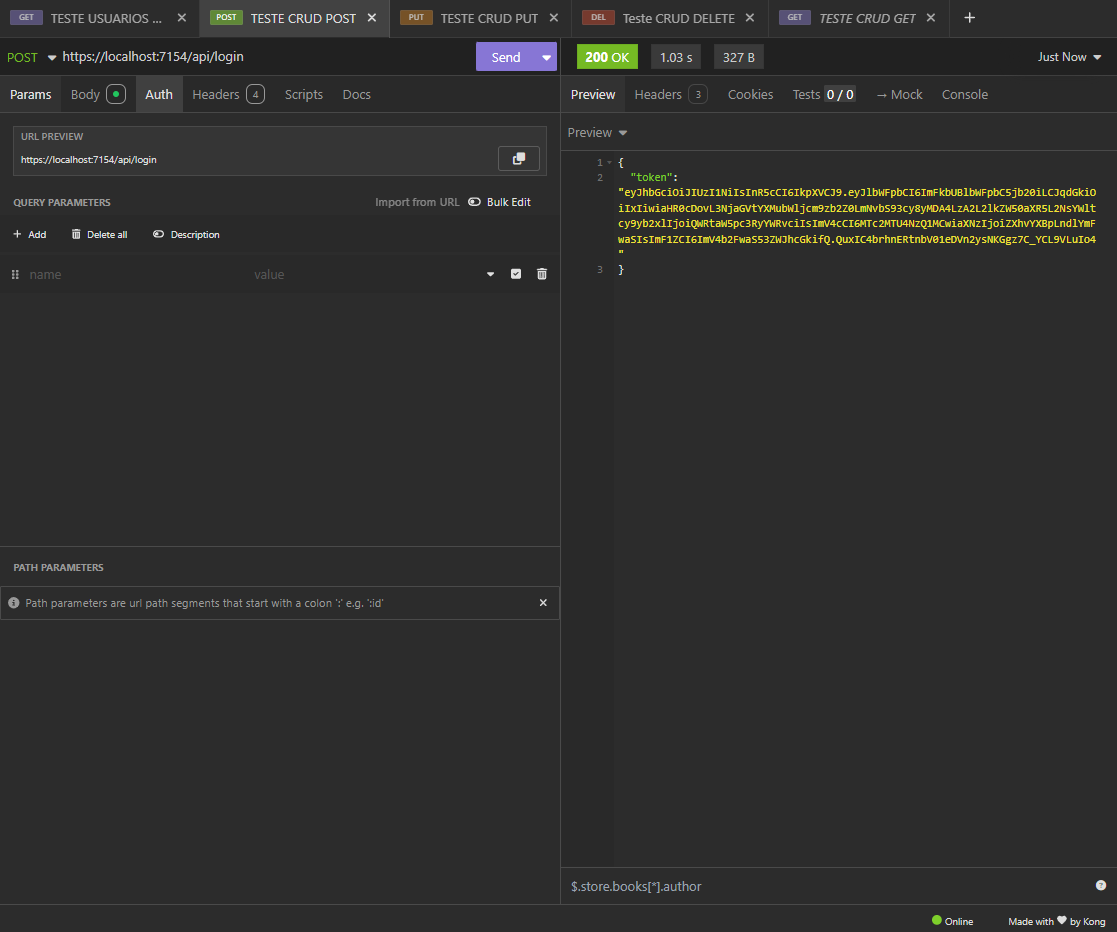 GET TESTE USUARIOS ... POST TESTE CRUD POST PUT TESTE CRUD PUT DEL Teste CRUD DELETE GET TESTE CRUD GET
POST https://localhost:7154/api/login Send
200 OK 1.03 s 327 B Just Now
Params Body Auth Headers 4 Scripts Docs
Preview Headers 3 Cookies Tests 0 / 0 → Mock Console
URL PREVIEW
https://localhost:7154/api/login
QUERY PARAMETERS Import from URL Bulk Edit
+ Add Delete all Description
name value
PATH PARAMETERS
Path parameters are url path segments that start with a colon ':' e.g. ':id'
Preview
1 {
2 "token":
"eyJhbGciOiJIUzI1NiIsInR5cCI6IkpXVCJ9.eyJlbWFpbCI6ImFkbUBlbWFpbC5jb20iLCJqdGkiO
iIxIiwiaHR0cDovL3NjaGVtYXMubWljcm9zb2Z0LmNvbS93cy8yMDA4LzA2L2lkZW50aXR5L2NsYWlt
cy9yb2xlIjoiQWRtaW5pc3RyYWRvciIsImV4cCI6MTc2MTU4NzQ1MCwiaXNzIjoiZXhvYXBpLndlYmF
waSIsImF1ZCI6ImV4b2FwaS53ZWJhcGkifQ.QuxIC4brhnERtnbV01eDVn2ysNKGgz7C_YCL9VLuIo4
"
3 }
$.store.books[*].author
Online Made with ❤ by Kong